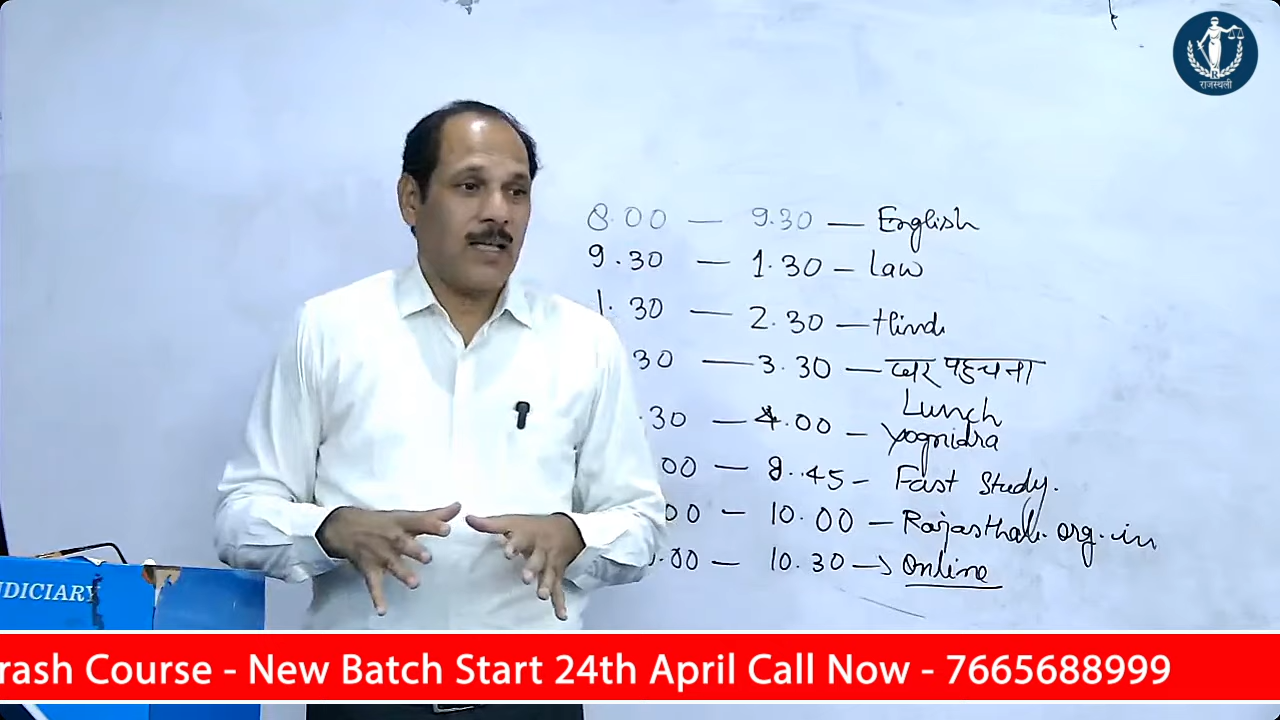 राजस्थली
8.00 — 9.30 — English
9.30 — 1.30 — Law
1.30 — 2.30 — Hindi
30 — 3.30 — घर पहुचना
Lunch
.30 — 4.00 — Yognidra
00 — 8.45 — Fast Study.
00 — 10.00 — Rajasthali.org.in
.00 — 10.30 —> Online
UDICIARY
rash Course - New Batch Start 24th April Call Now - 7665688999